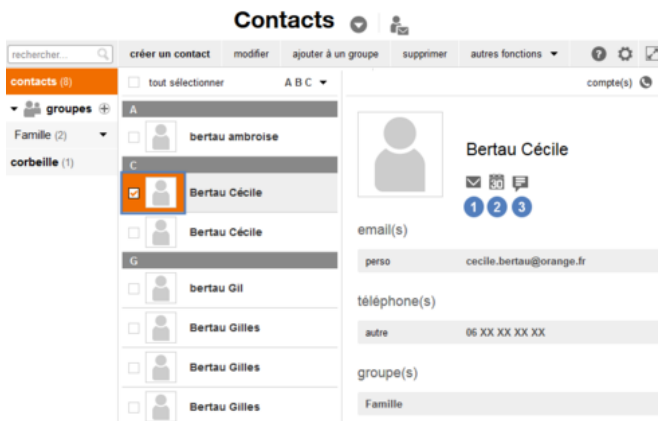 Contacts
rechercher...
créer un contact modifier ajouter à un groupe supprimer autres fonctions
contacts (8)
groupes
Famille (2)
corbeille (1)
tout sélectionner A B C
A
bertau ambroise
C
Bertau Cécile
Bertau Cécile
G
bertau Gil
Bertau Gilles
Bertau Gilles
Bertau Gilles
compte(s)
Bertau Cécile
30
1 2 3
email(s)
perso cecile.bertau@orange.fr
téléphone(s)
autre 06 XX XX XX XX
groupe(s)
Famille